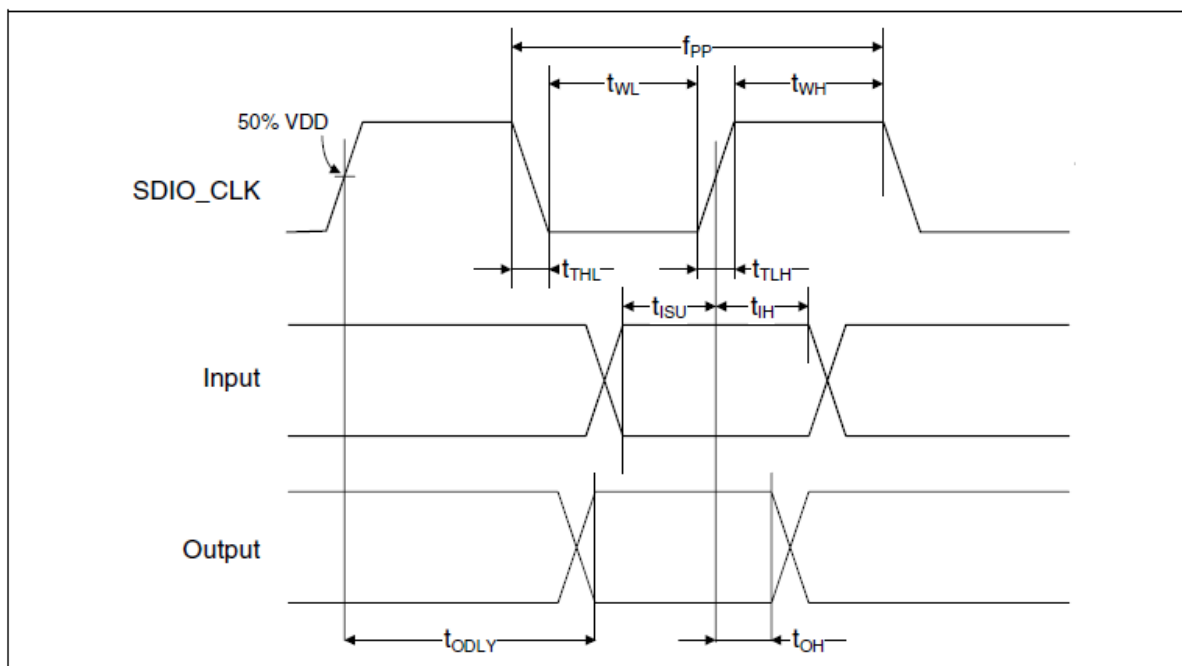 fPP
tWL
tWH
50% VDD
SDIO_CLK
tTHL
tTLH
tISU
tIH
Input
Output
tODLY
tOH